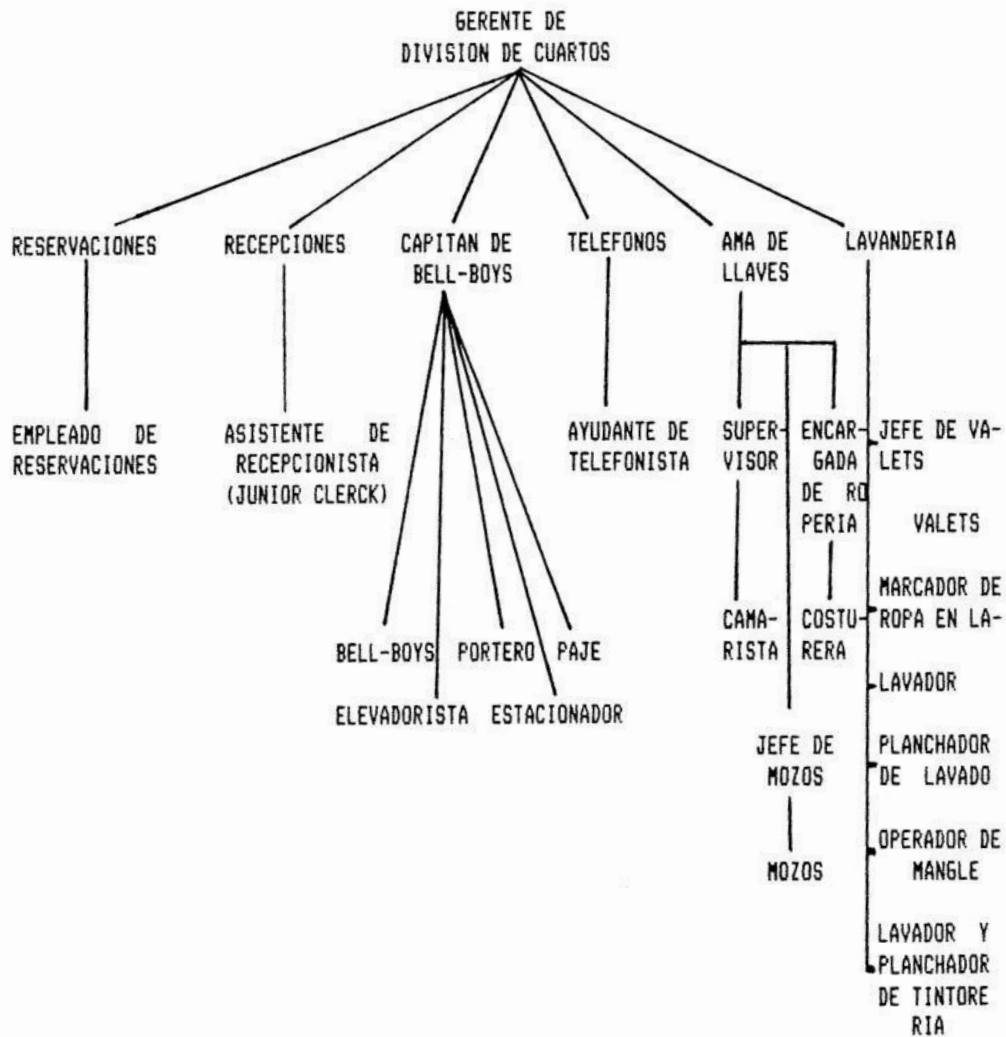 GERENTE DE
DIVISION DE CUARTOS
RESERVACIONES
RECEPCIONES
CAPITAN DE
BELL-BOYS
TELEFONOS
AMA DE
LLAVES
LAVANDERIA
EMPLEADO DE
RESERVACIONES
ASISTENTE DE
RECEPCIONISTA
(JUNIOR CLERCK)
BELL-BOYS PORTERO PAJE
ELEVADORISTA ESTACIONADOR
AYUDANTE DE
TELEFONISTA
SUPER-
VISOR
CAMA-
RISTA
ENCAR-
GADA
DE RO
PERIA
COSTU-
RERA
JEFE DE
MOZOS
MOZOS
JEFE DE VA-
LETS
VALETS
MARCADOR DE
ROPA EN LA-
LAVADOR
PLANCHADOR
DE LAVADO
OPERADOR DE
MANGLE
LAVADOR Y
PLANCHADOR
DE TINTORE
RIA